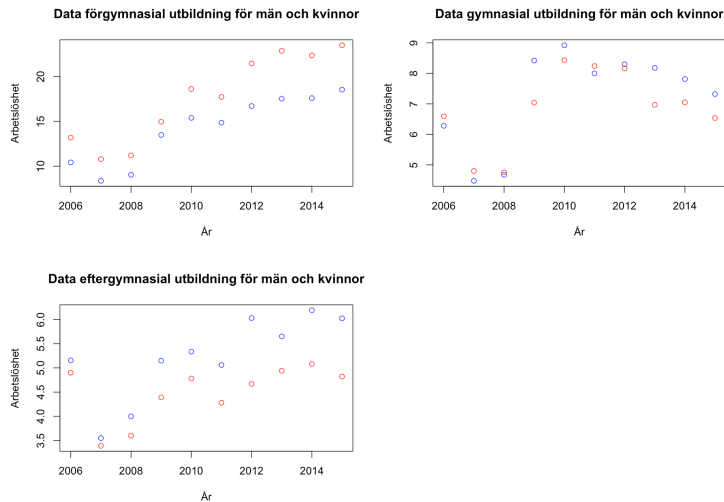 Data förgymnasial utbildning för män och kvinnor
Arbetslöshet
20
15
10
2006 2008 2010 2012 2014
År
Data gymnasial utbildning för män och kvinnor
Arbetslöshet
9
8
7
6
5
2006 2008 2010 2012 2014
År
Data eftergymnasial utbildning för män och kvinnor
Arbetslöshet
6.0
5.5
5.0
4.5
4.0
3.5
2006 2008 2010 2012 2014
År